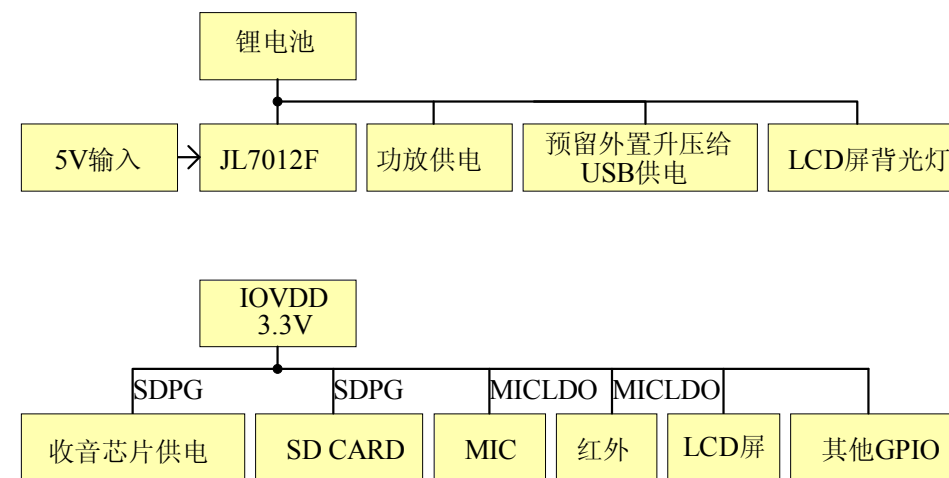 锂电池
5V输入
JL7012F
功放供电
预留外置升压给
USB供电
LCD屏背光灯
IOVDD
3.3V
SDPG
SDPG
MICLDO
MICLDO
收音芯片供电
SD CARD
MIC
红外
LCD屏
其他GPIO